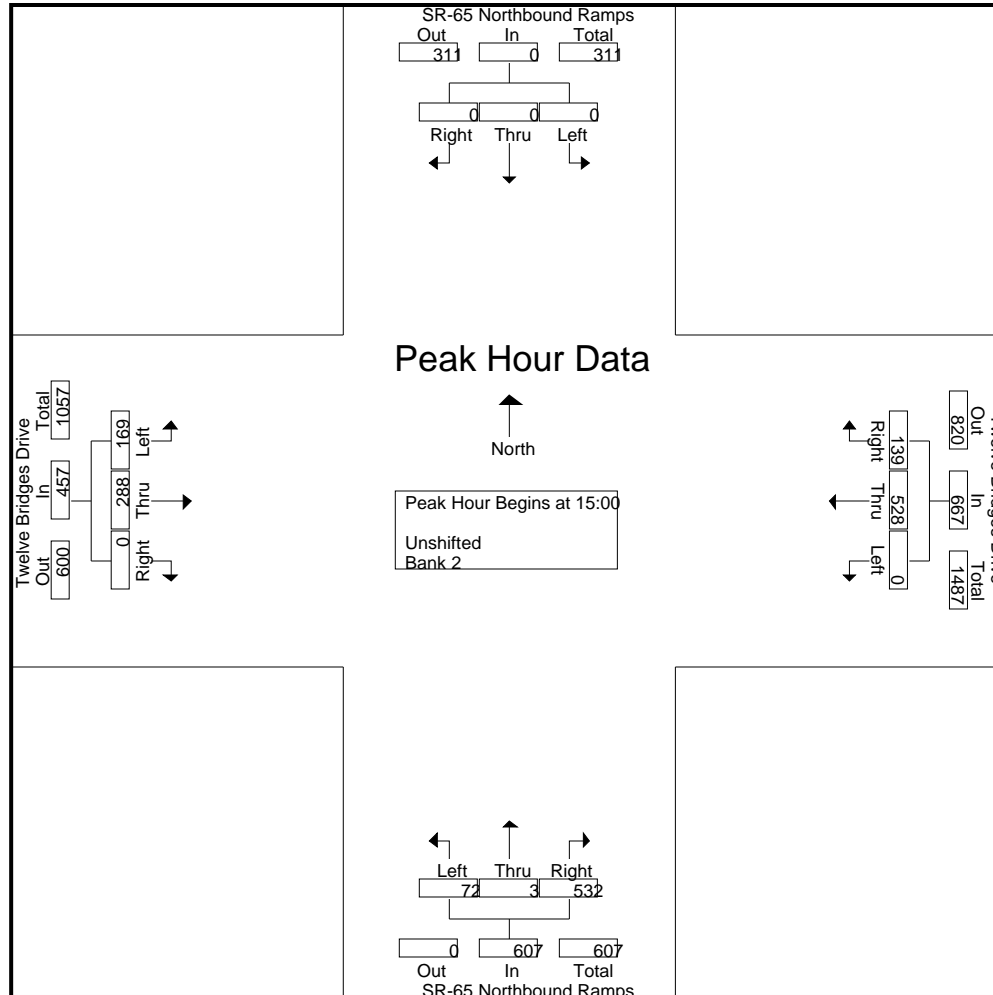 SR-65 Northbound Ramps
Out In Total
311 0 311
0 0 0
Right Thru Left
Peak Hour Data
North
Peak Hour Begins at 15:00
Unshifted
Bank 2
Twelve Bridges Drive
Out In Total
600 457 1057
0 288 169
Right Thru Left
Out In Total
820 667 1487
139 528 0
Right Thru Left
Left Thru Right
72 3 532
0 607 607
Out In Total
SR-65 Northbound Ramps